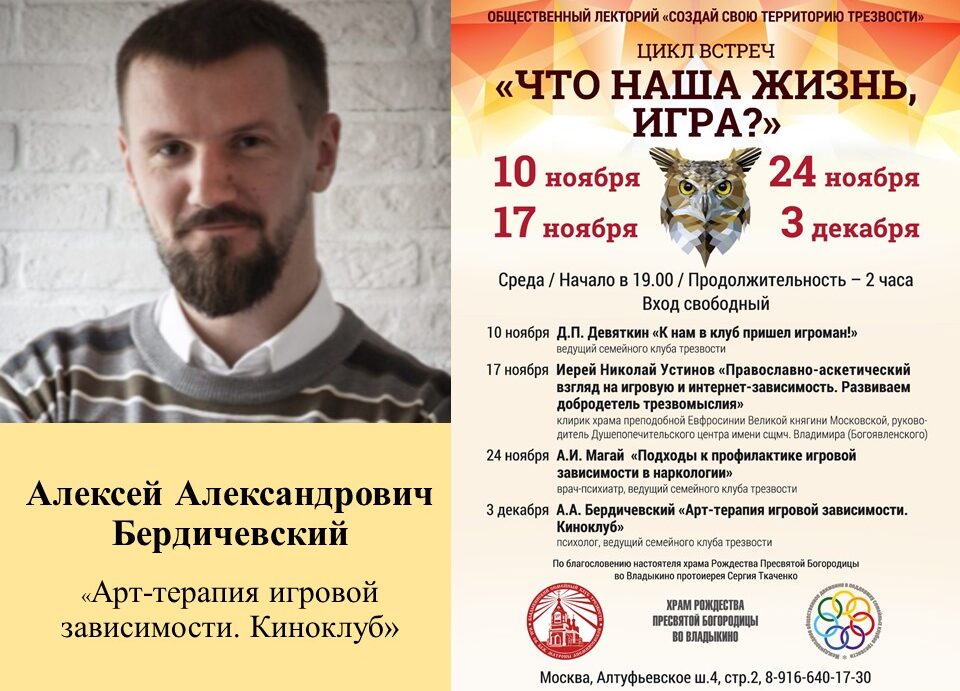 Алексей Александрович
Бердичевский
«Арт-терапия игровой
зависимости. Киноклуб»
ОБЩЕСТВЕННЫЙ ЛЕКТОРИЙ «СОЗДАЙ СВОЮ ТЕРРИТОРИЮ ТРЕЗВОСТИ»
ЦИКЛ ВСТРЕЧ
«ЧТО НАША ЖИЗНЬ,
ИГРА?»
10 ноября 24 ноября
17 ноября 3 декабря
Среда / Начало в 19.00 / Продолжительность – 2 часа
Вход свободный
10 ноября Д.П. Девяткин «К нам в клуб пришел игроман!»
ведущий семейного клуба трезвости
17 ноября Иерей Николай Устинов «Православно-аскетический
взгляд на игровую и интернет-зависимость. Развиваем
добродетель трезвомыслия»
клирик храма преподобной Евфросинии Великой княгини Московской, руково-
дитель Душепопечительского центра имени сщмч. Владимира (Богоявленского)
24 ноября А.И. Магай «Подходы к профилактике игровой
зависимости в наркологии»
врач-психиатр, ведущий семейного клуба трезвости
3 декабря А.А. Бердичевский «Арт-терапия игровой зависимости.
Киноклуб»
психолог, ведущий семейного клуба трезвости
По благословению настоятеля храма Рождества Пресвятой Богородицы
во Владыкино протоиерея Сергия Ткаченко
ХРАМ РОЖДЕСТВА
ПРЕСВЯТОЙ БОГОРОДИЦЫ
ВО ВЛАДЫКИНО
Москва, Алтуфьевское ш.4, стр.2, 8-916-640-17-30